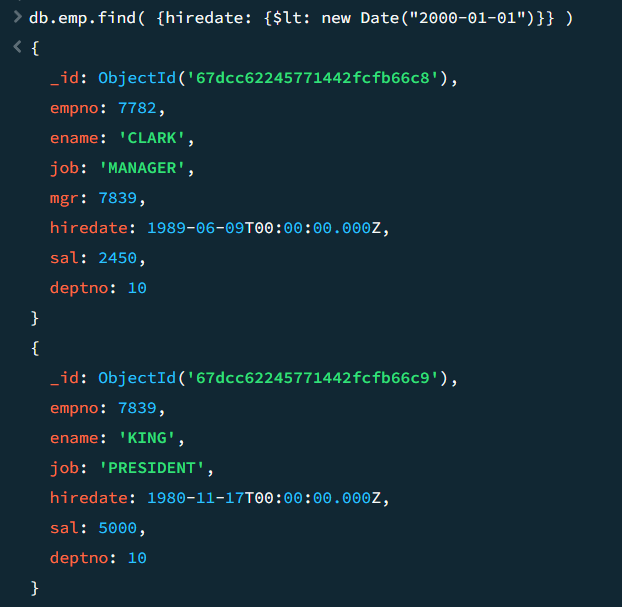 > db.emp.find( {hiredate: {$lt: new Date("2000-01-01")}} )
< {
_id: ObjectId('67dcc62245771442fcfb66c8'),
empno: 7782,
ename: 'CLARK',
job: 'MANAGER',
mgr: 7839,
hiredate: 1989-06-09T00:00:00.000Z,
sal: 2450,
deptno: 10
}
{
_id: ObjectId('67dcc62245771442fcfb66c9'),
empno: 7839,
ename: 'KING',
job: 'PRESIDENT',
hiredate: 1980-11-17T00:00:00.000Z,
sal: 5000,
deptno: 10
}